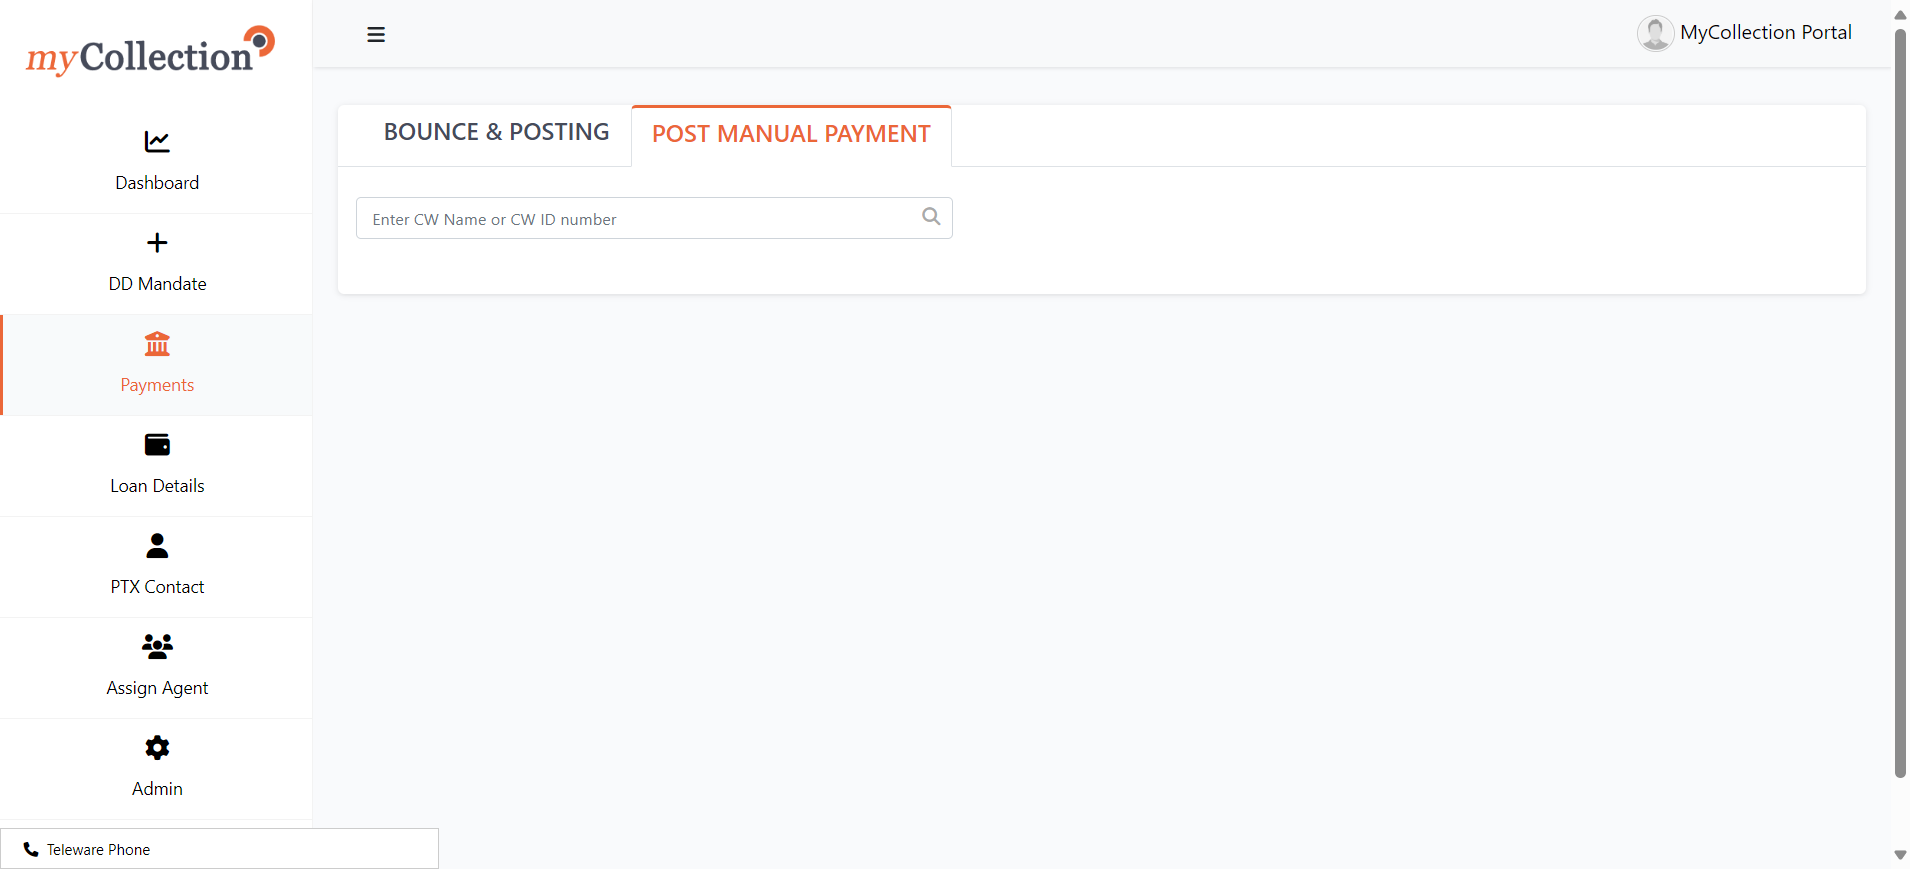 myCollection
MyCollection Portal
Dashboard
DD Mandate
Payments
Loan Details
PTX Contact
Assign Agent
Admin
BOUNCE & POSTING
POST MANUAL PAYMENT
Enter CW Name or CW ID number
Teleware Phone